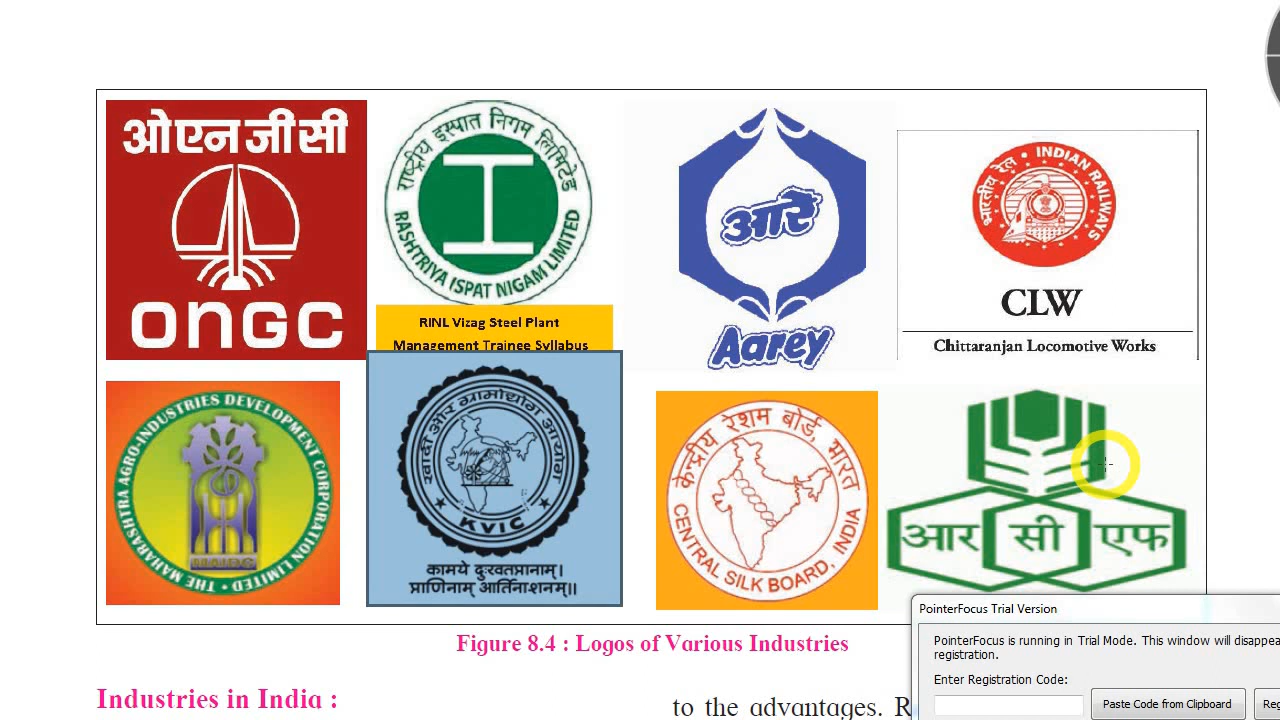 ओएनजीसी
ONGC
राष्ट्रीय इस्पात निगम लिमिटेड
RASHTRIYA ISPAT NIGAM LIMITED
RINL Vizag Steel Plant
Management Trainee Syllabus
आरे
Aarey
भारतीय रेल • INDIAN RAILWAYS
CLW
Chittaranjan Locomotive Works
THE MAHARASHTRA AGRO-INDUSTRIES DEVELOPMENT CORPORATION LIMITED
MAIDC
खादी और ग्रामोद्योग आयोग
KVIC
कामये दुःखतप्तानाम्।
प्राणिनाम् आर्तिनाशनम्॥
केन्द्रीय रेशम बोर्ड, भारत
CENTRAL SILK BOARD, INDIA
आर सी एफ
Figure 8.4 : Logos of Various Industries
Industries in India :
to the advantages. R
PointerFocus Trial Version
PointerFocus is running in Trial Mode. This window will disappe
registration.
Enter Registration Code:
Paste Code from Clipboard
Reg